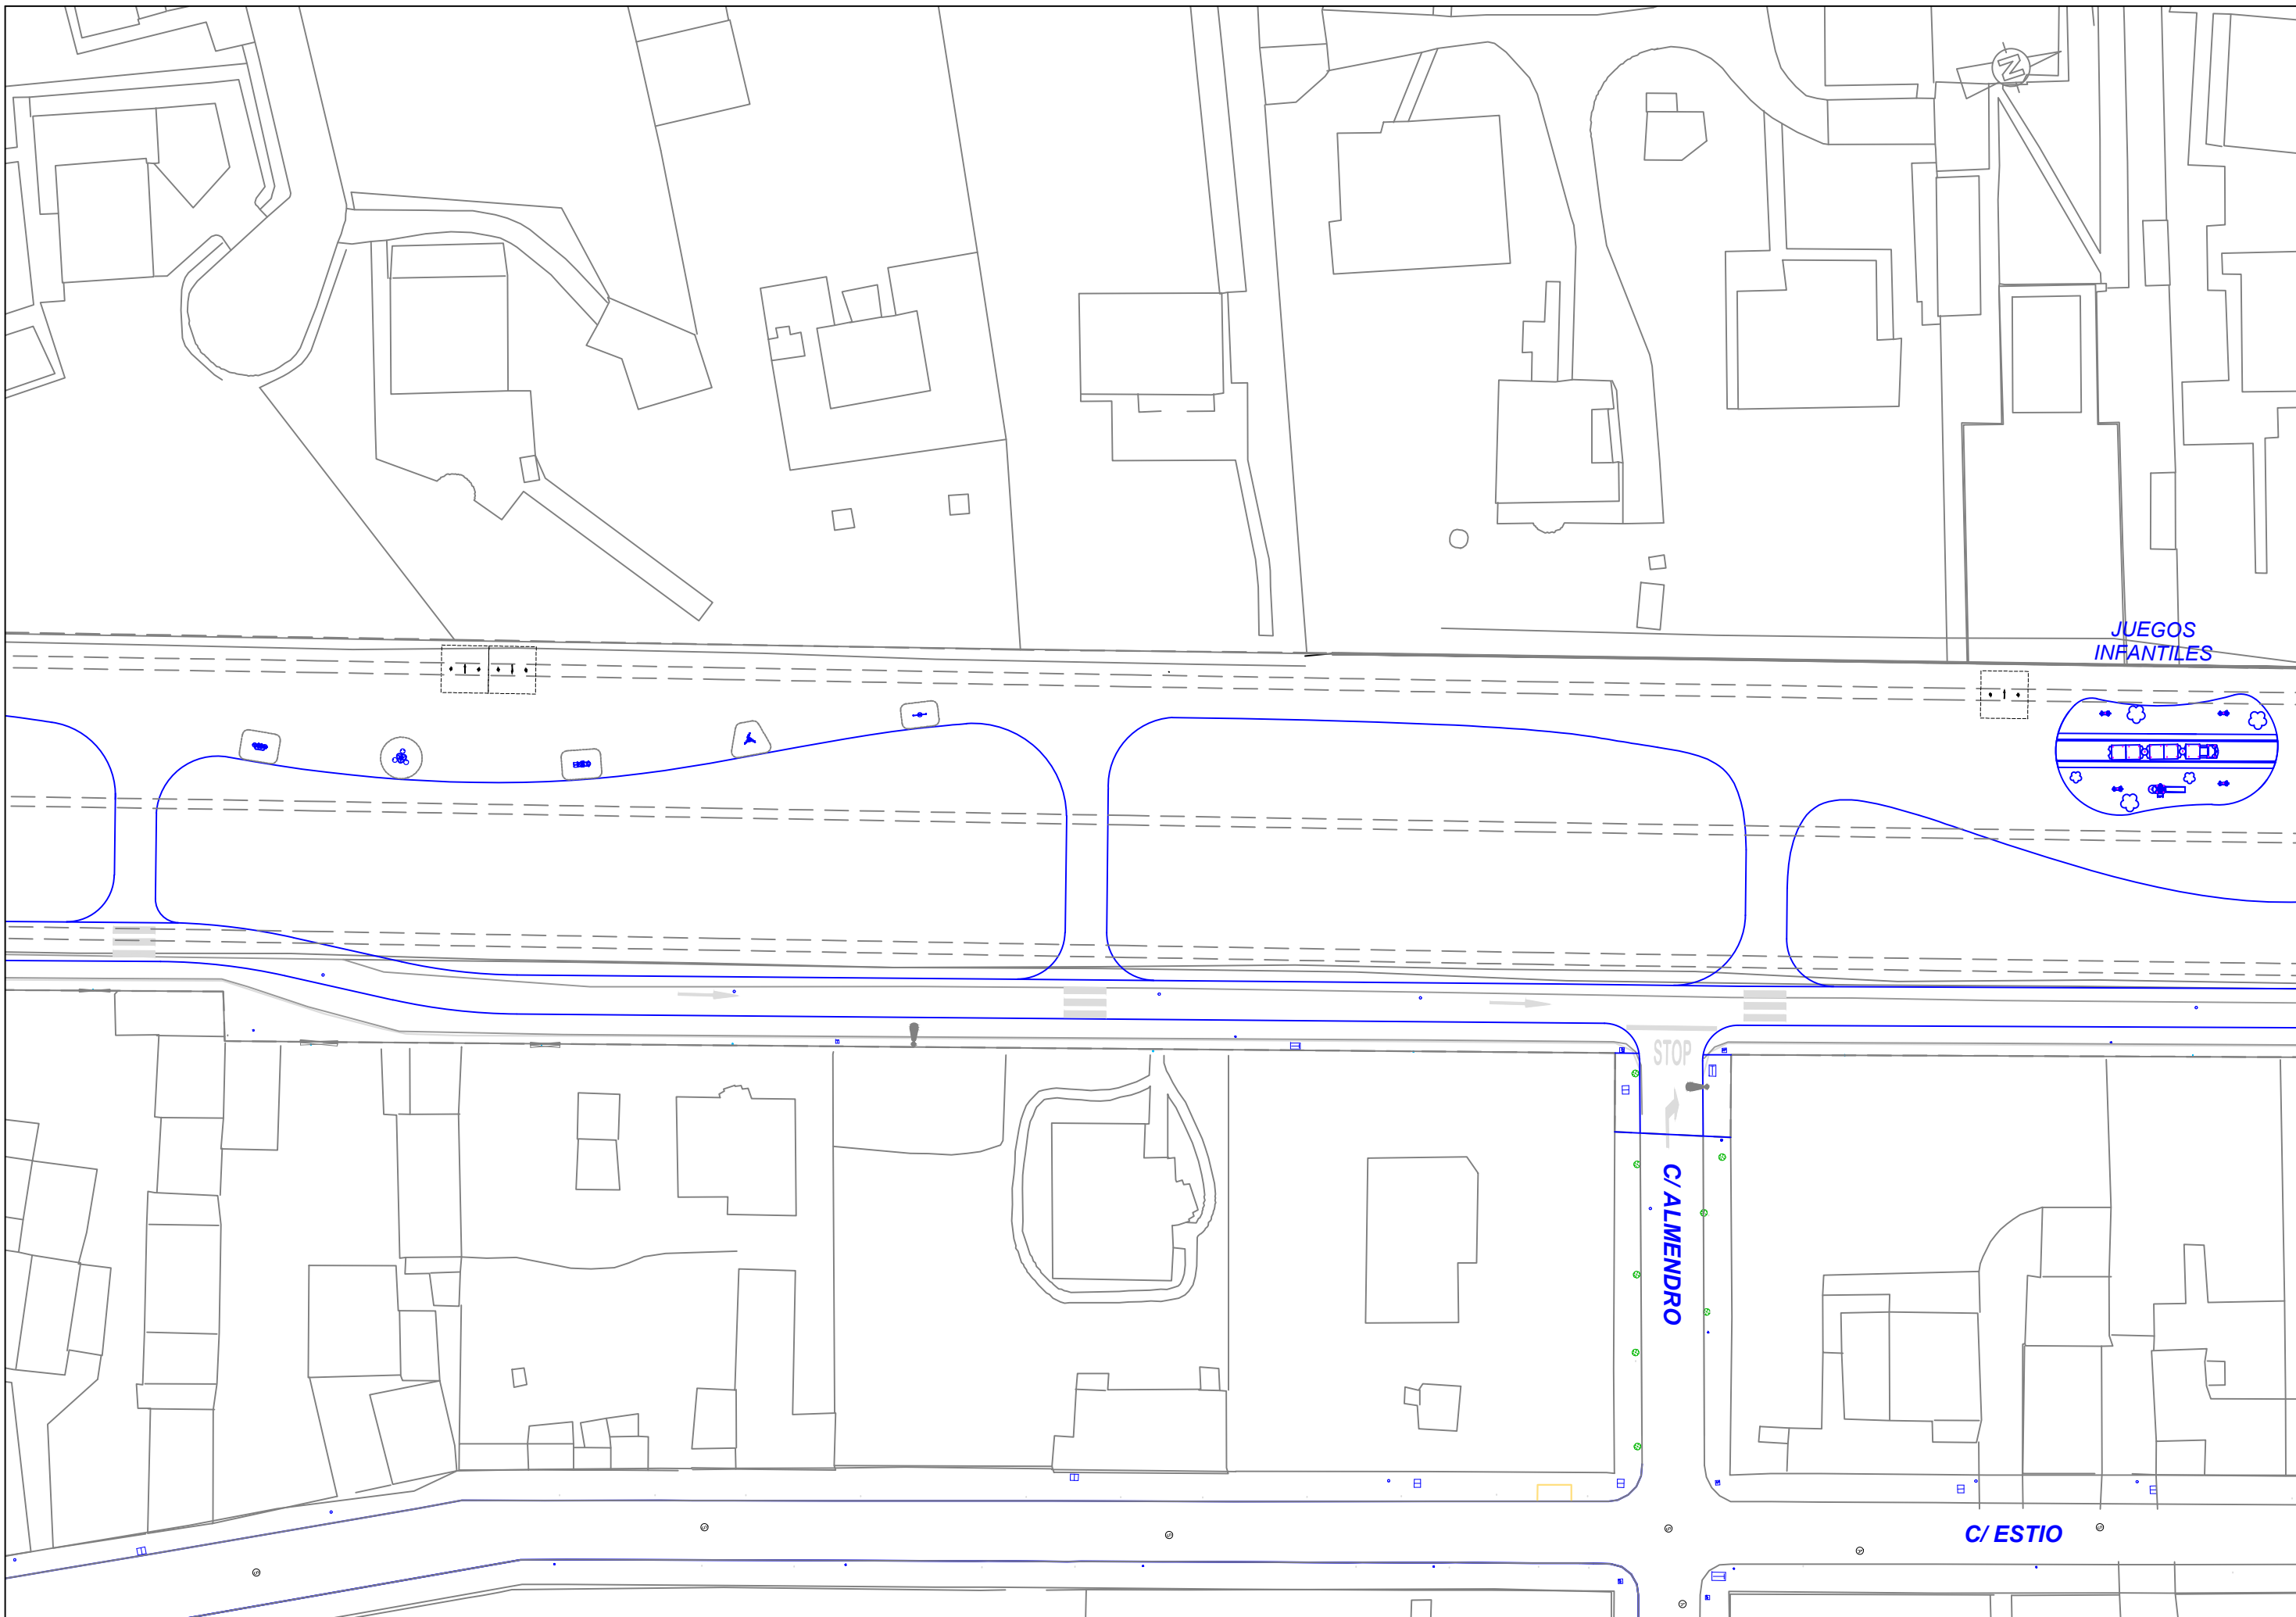 N
JUEGOS
INFANTILES
STOP
C/ ALMENDRO
C/ ESTIO